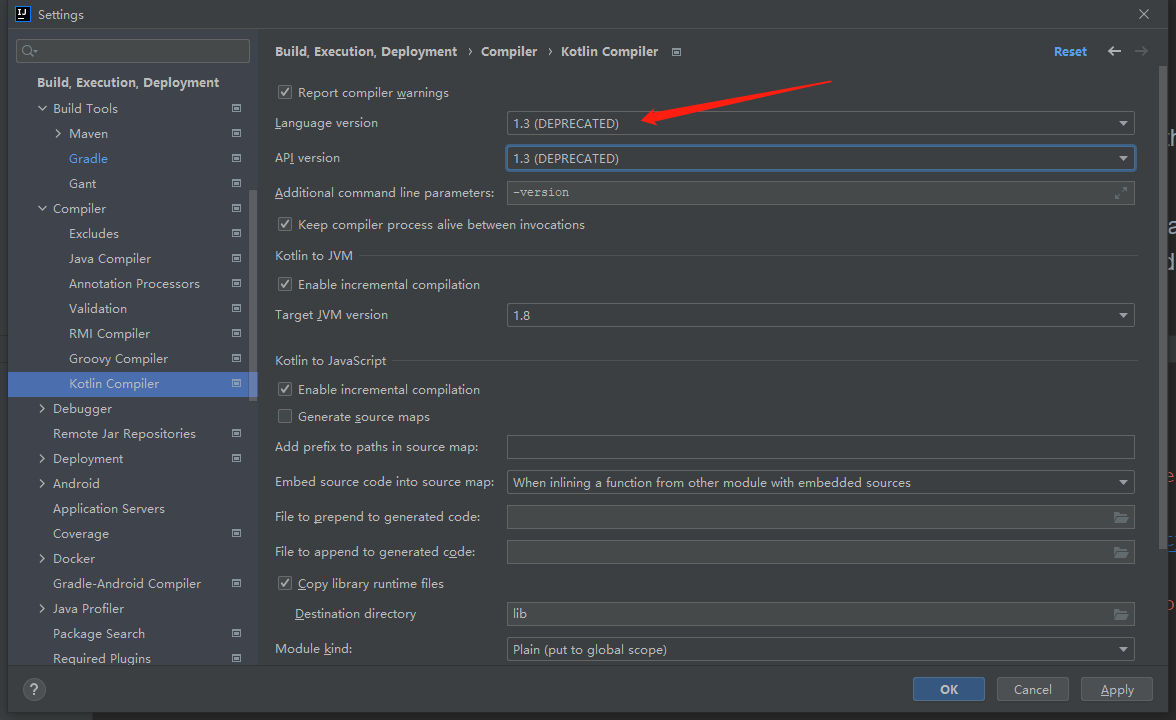 Settings
Build, Execution, Deployment
Build Tools
Maven
Gradle
Gant
Compiler
Excludes
Java Compiler
Annotation Processors
Validation
RMI Compiler
Groovy Compiler
Kotlin Compiler
Debugger
Remote Jar Repositories
Deployment
Android
Application Servers
Coverage
Docker
Gradle-Android Compiler
Java Profiler
Package Search
Required Plugins
Build, Execution, Deployment › Compiler › Kotlin Compiler
Reset
Report compiler warnings
Language version 1.3 (DEPRECATED)
API version 1.3 (DEPRECATED)
Additional command line parameters: -version
Keep compiler process alive between invocations
Kotlin to JVM
Enable incremental compilation
Target JVM version 1.8
Kotlin to JavaScript
Enable incremental compilation
Generate source maps
Add prefix to paths in source map:
Embed source code into source map: When inlining a function from other module with embedded sources
File to prepend to generated code:
File to append to generated code:
Copy library runtime files
Destination directory lib
Module kind: Plain (put to global scope)
?
OK Cancel Apply